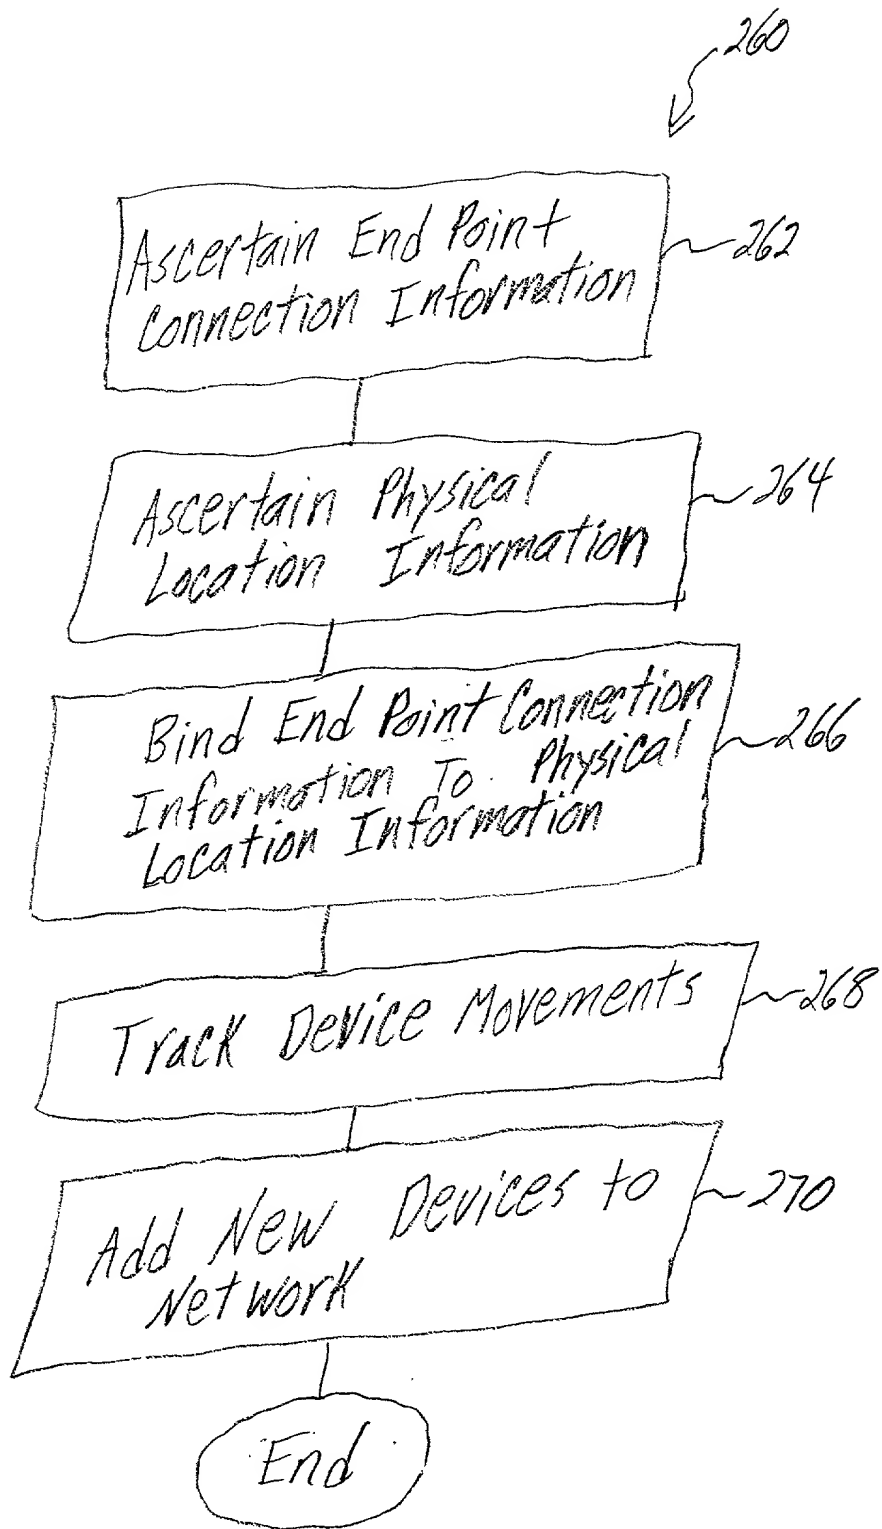 260
Ascertain End Point
Connection Information
262
Ascertain Physical
Location Information
264
Bind End Point Connection
Information To Physical
Location Information
266
Track Device Movements
268
Add New Devices to
Network
270
End